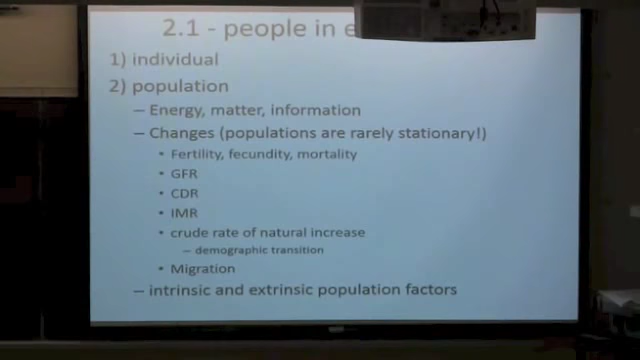 2.1 - people in
1) individual
2) population
– Energy, matter, information
– Changes (populations are rarely stationary!)
• Fertility, fecundity, mortality
• GFR
• CDR
• IMR
• crude rate of natural increase
– demographic transition
• Migration
– intrinsic and extrinsic population factors